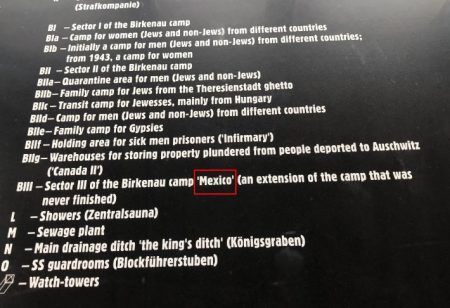 (Strafkompanie)
BI – Sector I of the Birkenau camp
BIa – Camp for women (Jews and non-Jews) from different countries
BIb – Initially a camp for men (Jews and non-Jews) from different countries;
from 1943, a camp for women
BII – Sector II of the Birkenau camp
BIIa– Quarantine area for men (Jews and non-Jews)
BIIb– Family camp for Jews from the Theresienstadt ghetto
BIIc – Transit camp for Jewesses, mainly from Hungary
BIId– Camp for men (Jews and non-Jews) from different countries
BIIe– Family camp for Gypsies
BIIf – Holding area for sick men prisoners ('Infirmary')
BIIg– Warehouses for storing property plundered from people deported to Auschwitz
('Canada II')
BIII – Sector III of the Birkenau camp 'Mexico' (an extension of the camp that was
never finished)
L – Showers (Zentralsauna)
M – Sewage plant
N – Main drainage ditch 'the king's ditch' (Königsgraben)
O – SS guardrooms (Blockführerstuben)
– Watch-towers